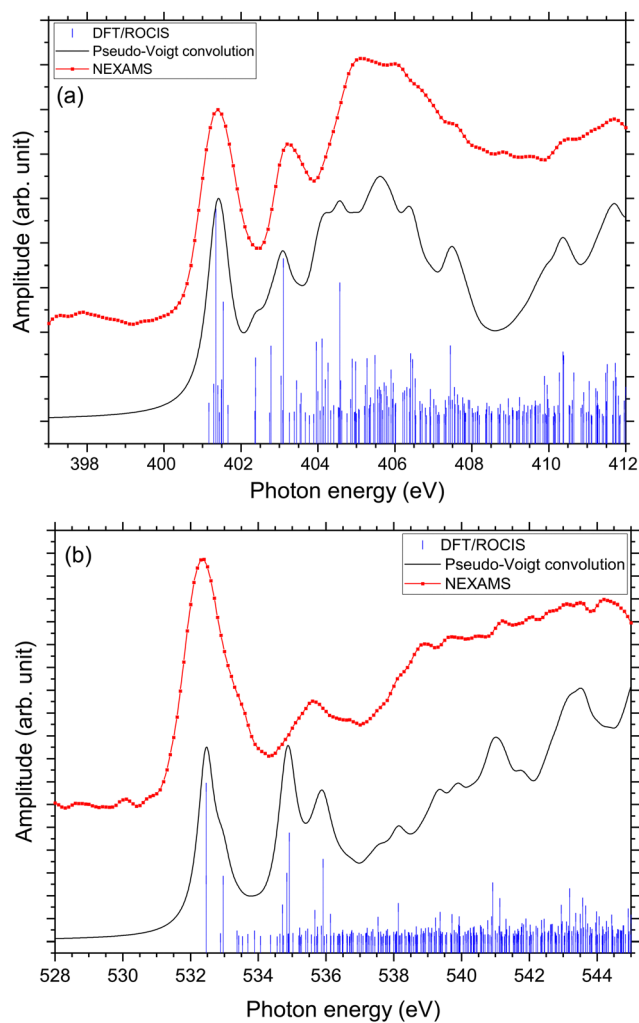 DFT/ROCIS
Pseudo-Voigt convolution
NEXAMS
(a)
Amplitude (arb. unit)
398 400 402 404 406 408 410 412
Photon energy (eV)
(b)
DFT/ROCIS
Pseudo-Voigt convolution
NEXAMS
Amplitude (arb. unit)
528 530 532 534 536 538 540 542 544
Photon energy (eV)